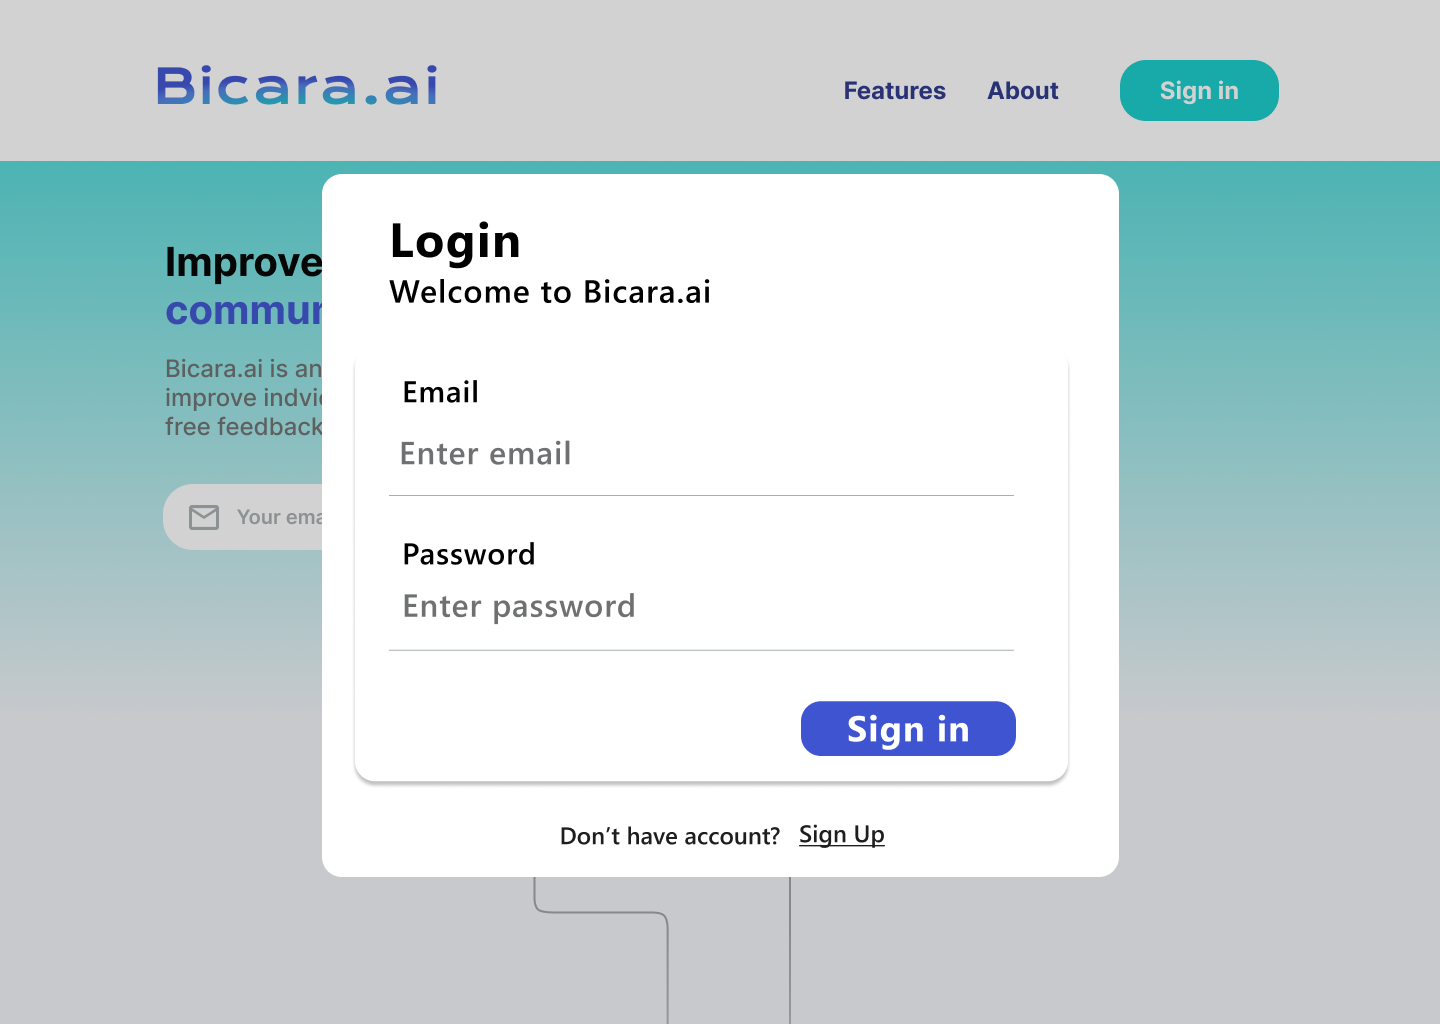 Bicara.ai
Features About Sign in
Improve
commun
Bicara.ai is an
improve indvi
free feedback
Your ema
Login
Welcome to Bicara.ai
Email
Enter email
Password
Enter password
Sign in
Don’t have account? Sign Up